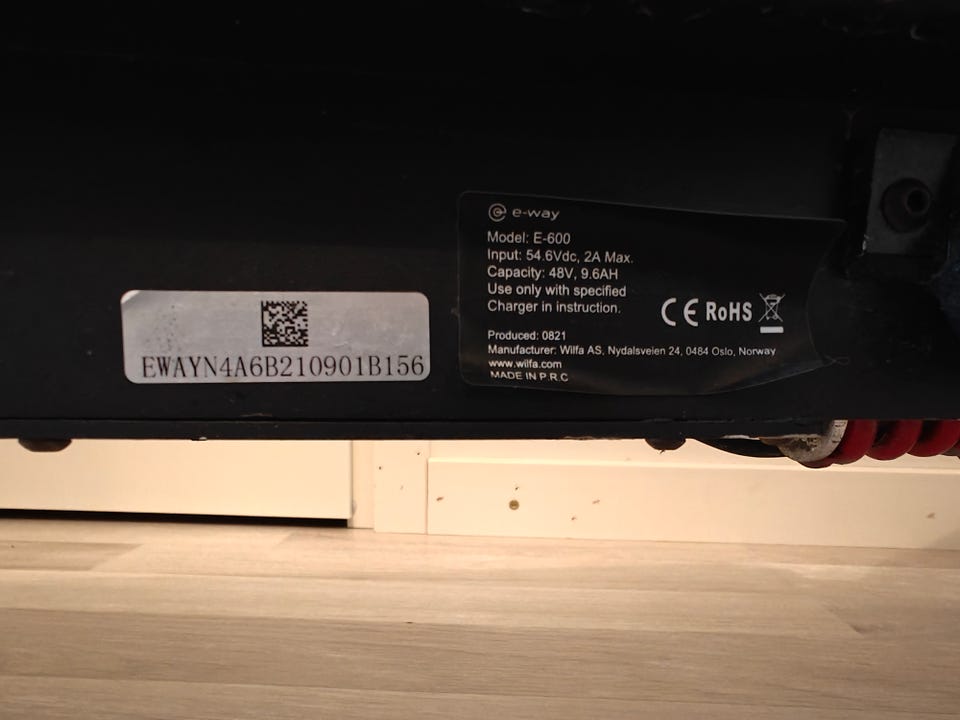 EWAYN4A6B210901B156
e-way
Model: E-600
Input: 54.6Vdc, 2A Max.
Capacity: 48V, 9.6AH
Use only with specified
Charger in instruction.
CE RoHS
Produced: 0821
Manufacturer: Wilfa AS, Nydalsveien 24, 0484 Oslo, Norway
www.wilfa.com
MADE IN P.R.C